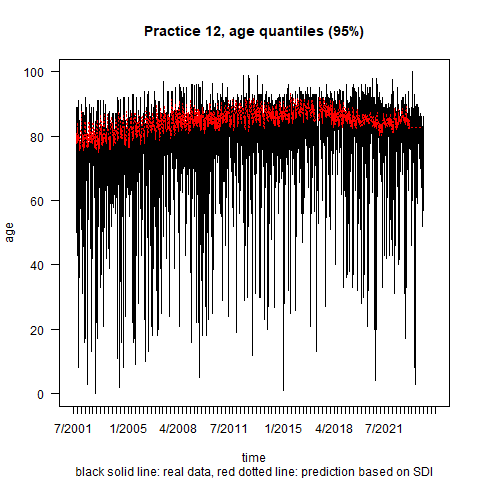 Practice 12, age quantiles (95%)
100
80
60
40
20
0
age
7/2001 1/2005 4/2008 7/2011 1/2015 4/2018 7/2021
time
black solid line: real data, red dotted line: prediction based on SDI